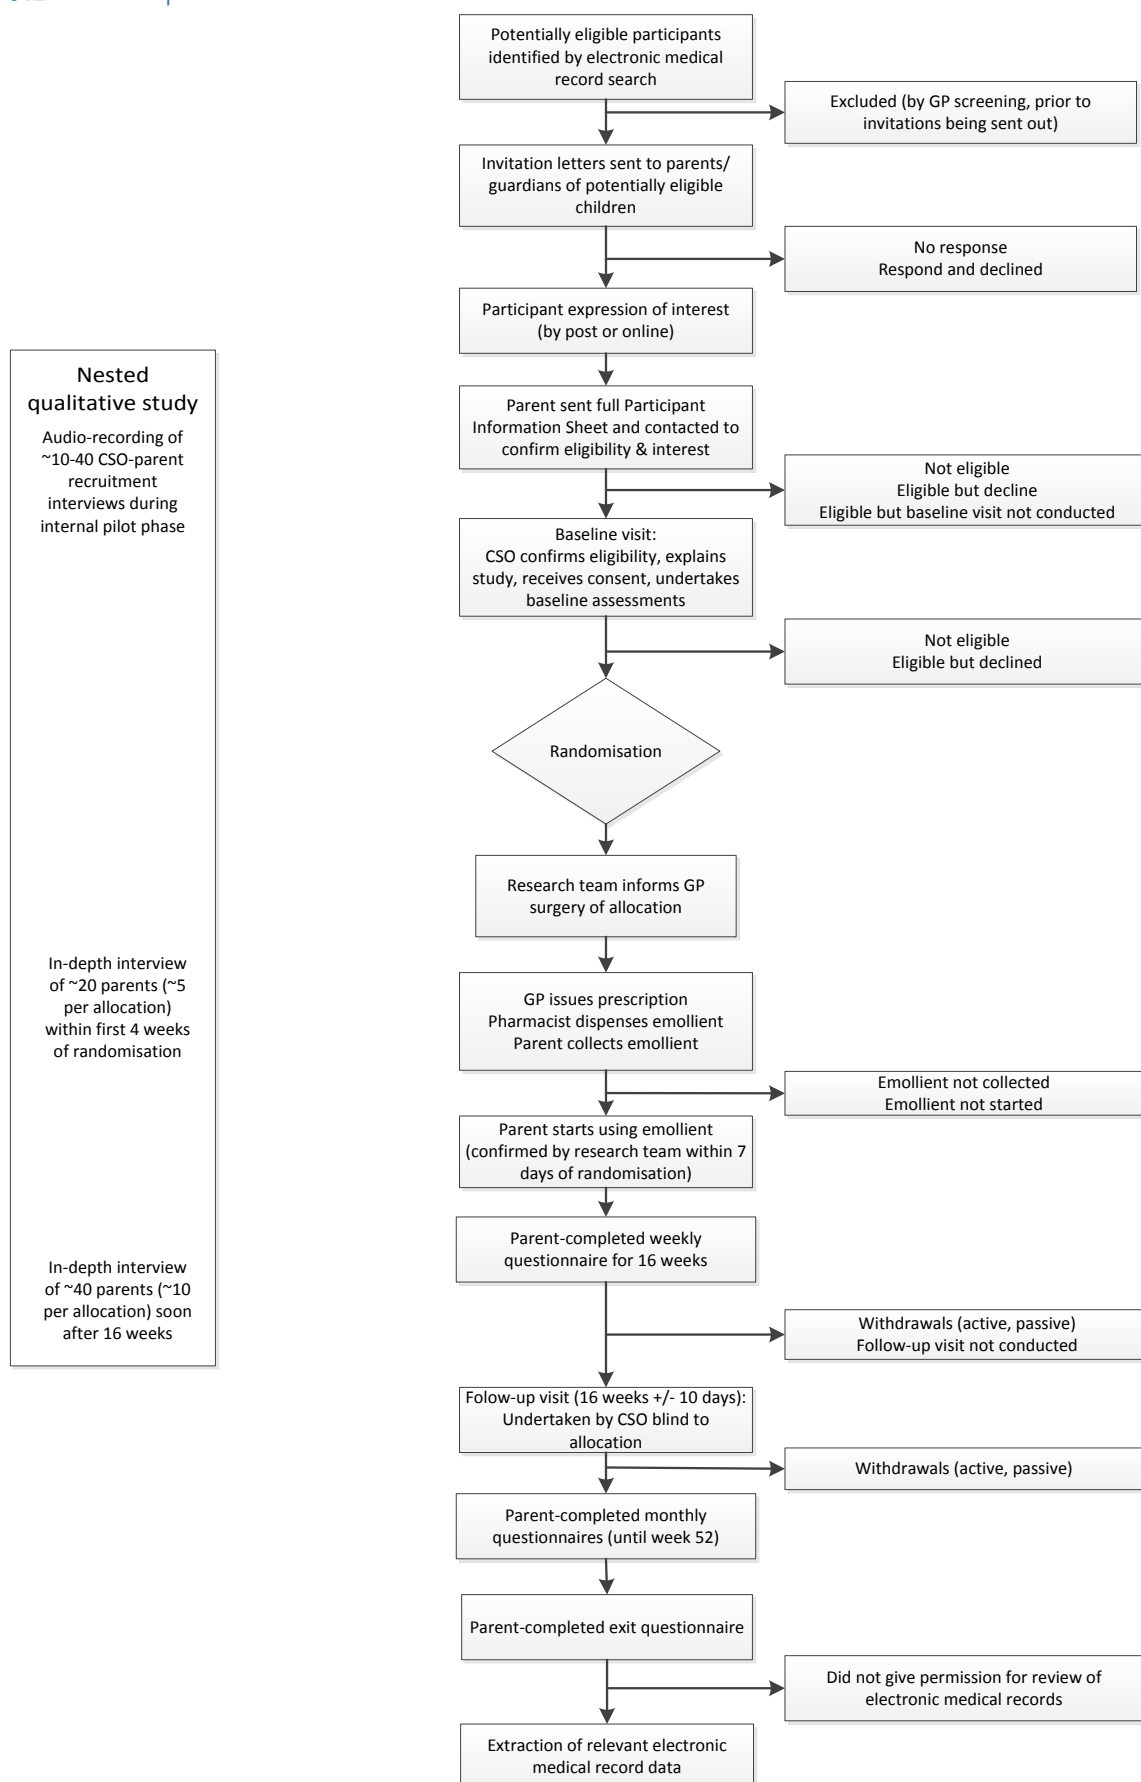 Potentially eligible participants
identified by electronic medical
record search
Excluded (by GP screening, prior to
invitations being sent out)
Invitation letters sent to parents/
guardians of potentially eligible
children
No response
Respond and declined
Participant expression of interest
(by post or online)
Parent sent full Participant
Information Sheet and contacted to
confirm eligibility & interest
Not eligible
Eligible but decline
Eligible but baseline visit not conducted
Baseline visit:
CSO confirms eligibility, explains
study, receives consent, undertakes
baseline assessments
Not eligible
Eligible but declined
Randomisation
Research team informs GP
surgery of allocation
GP issues prescription
Pharmacist dispenses emollient
Parent collects emollient
Emollient not collected
Emollient not started
Parent starts using emollient
(confirmed by research team within 7
days of randomisation)
Parent-completed weekly
questionnaire for 16 weeks
Withdrawals (active, passive)
Follow-up visit not conducted
Folow-up visit (16 weeks +/- 10 days):
Undertaken by CSO blind to
allocation
Withdrawals (active, passive)
Parent-completed monthly
questionnaires (until week 52)
Parent-completed exit questionnaire
Did not give permission for review of
electronic medical records
Extraction of relevant electronic
medical record data
Nested
qualitative study
Audio-recording of
~10-40 CSO-parent
recruitment
interviews during
internal pilot phase
In-depth interview
of ~20 parents (~5
per allocation)
within first 4 weeks
of randomisation
In-depth interview
of ~40 parents (~10
per allocation) soon
after 16 weeks